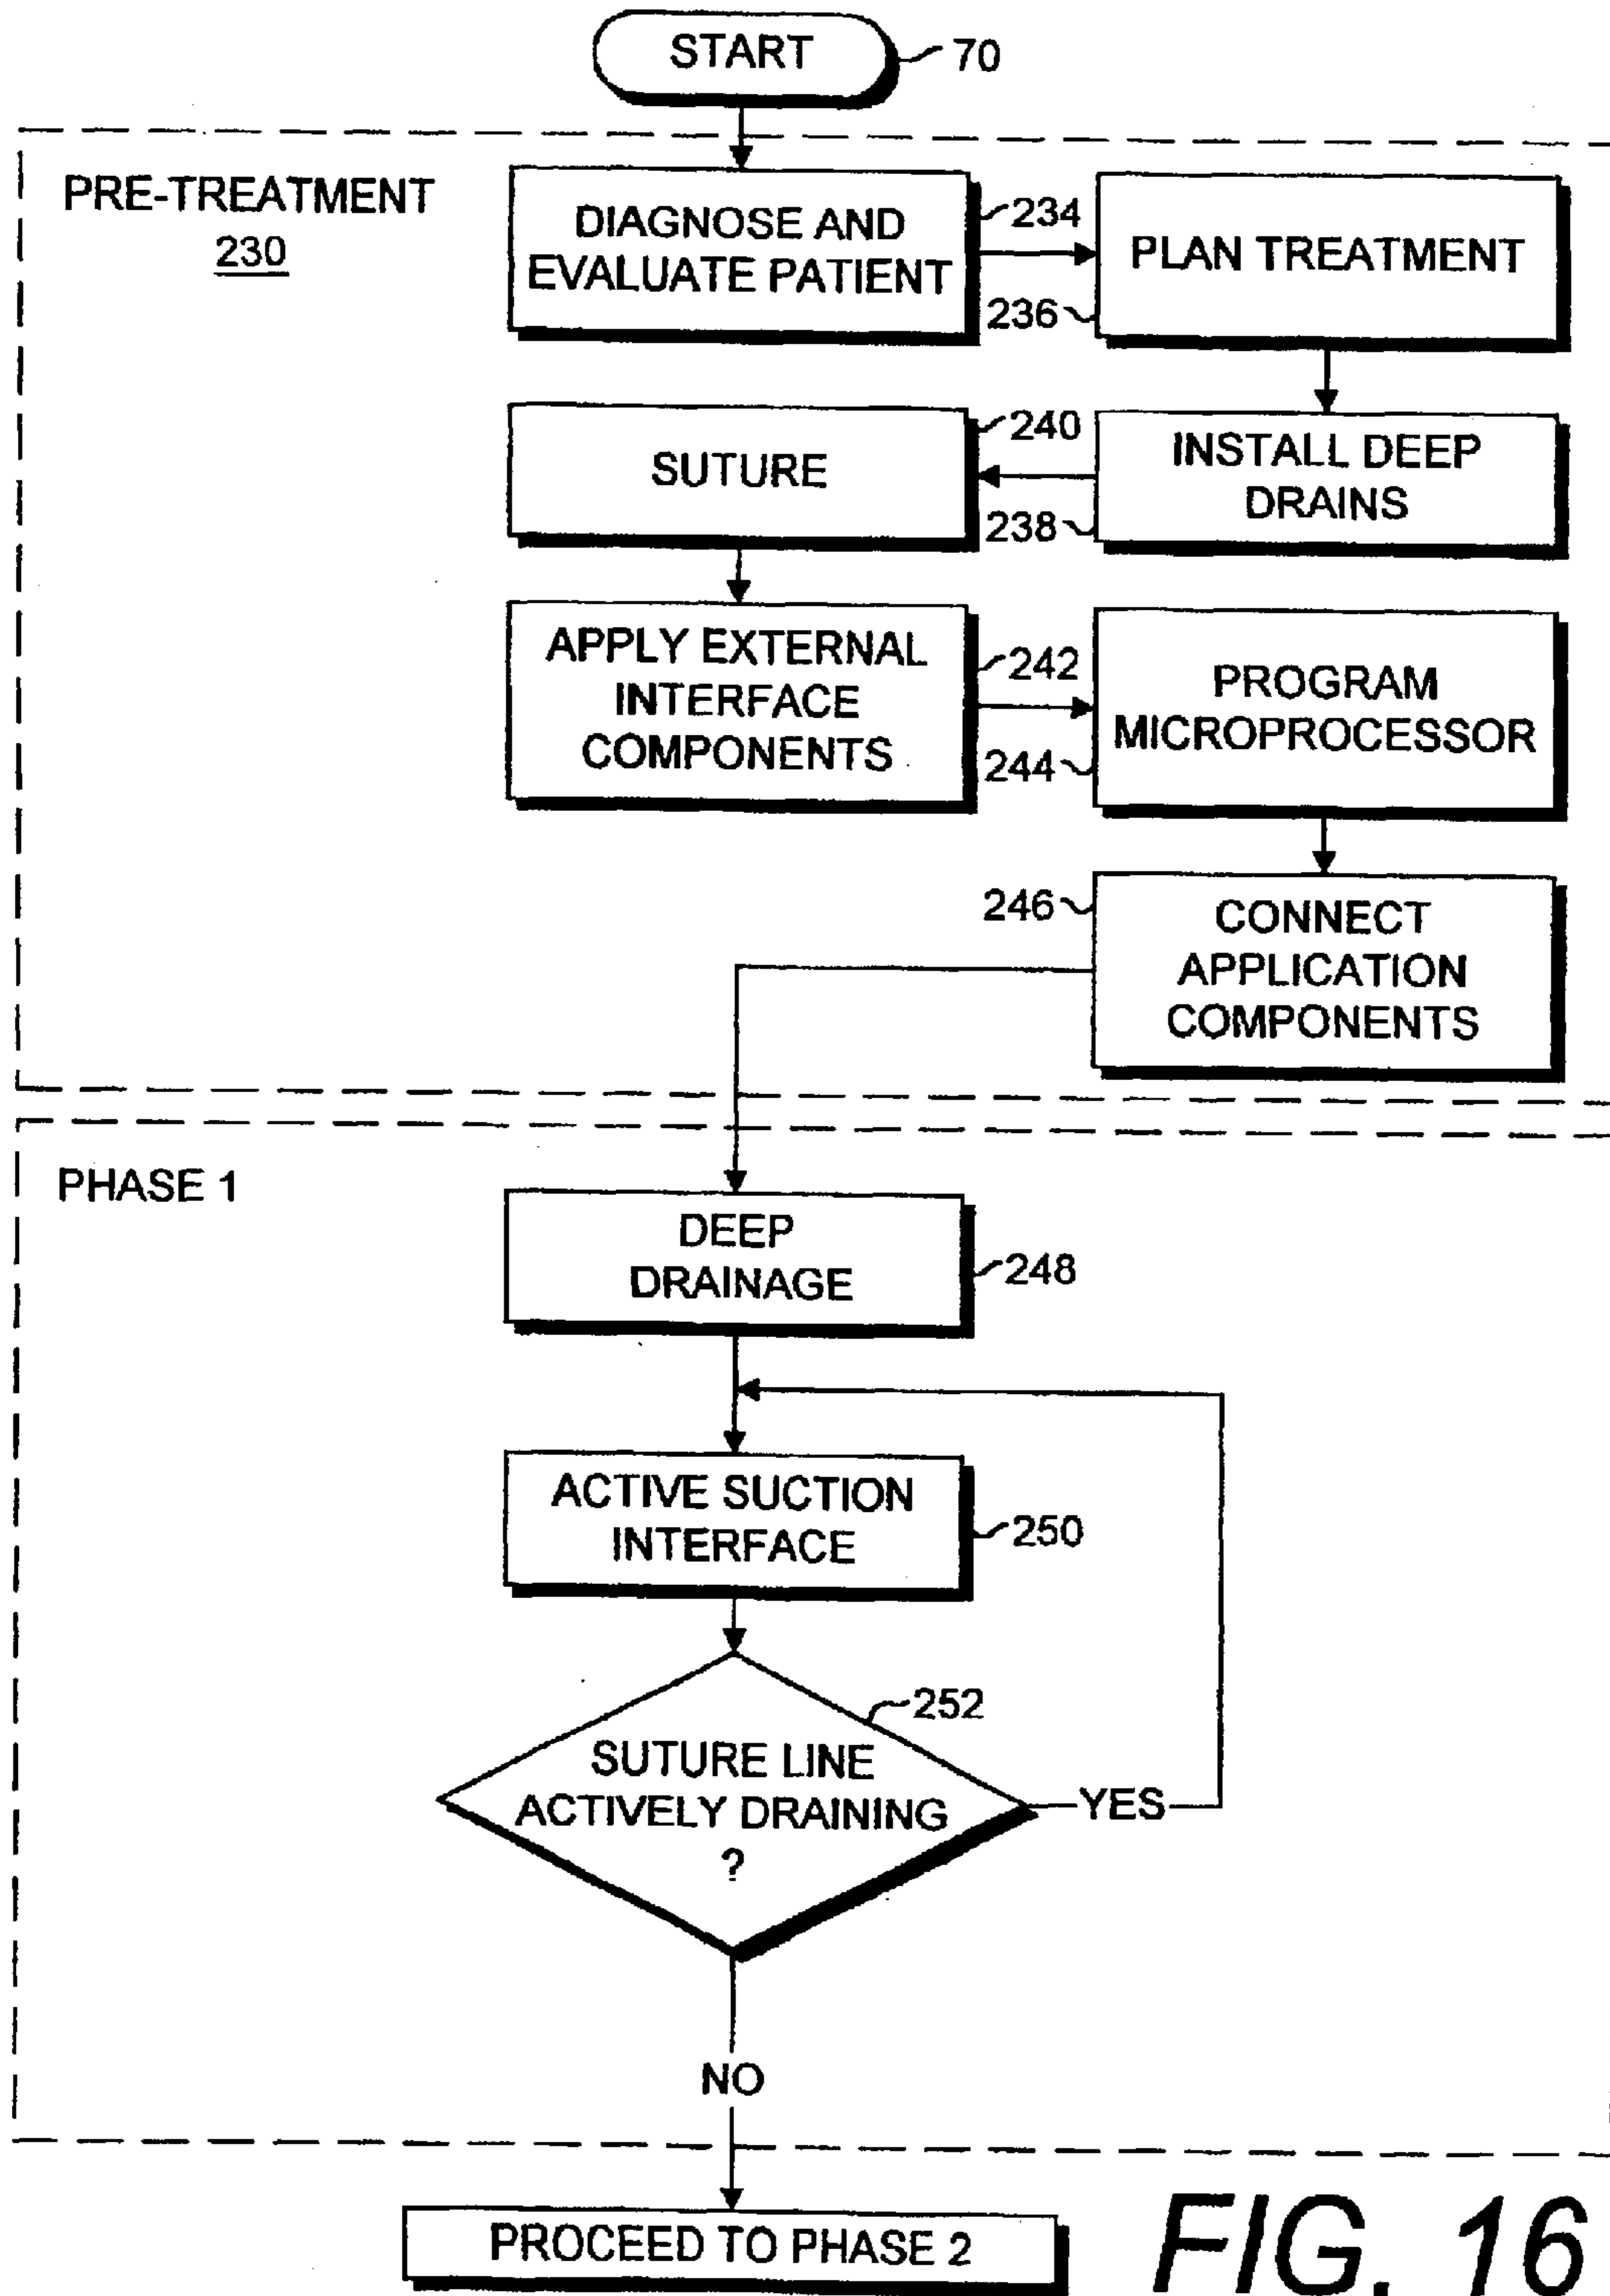 START
70
PRE-TREATMENT
230
DIAGNOSE AND
EVALUATE PATIENT
234
PLAN TREATMENT
236
INSTALL DEEP
DRAINS
238
SUTURE
240
APPLY EXTERNAL
INTERFACE
COMPONENTS
242
PROGRAM
MICROPROCESSOR
244
CONNECT
APPLICATION
COMPONENTS
246
PHASE 1
DEEP
DRAINAGE
248
ACTIVE SUCTION
INTERFACE
250
SUTURE LINE
ACTIVELY DRAINING
?
252
YES
NO
PROCEED TO PHASE 2
FIG. 16